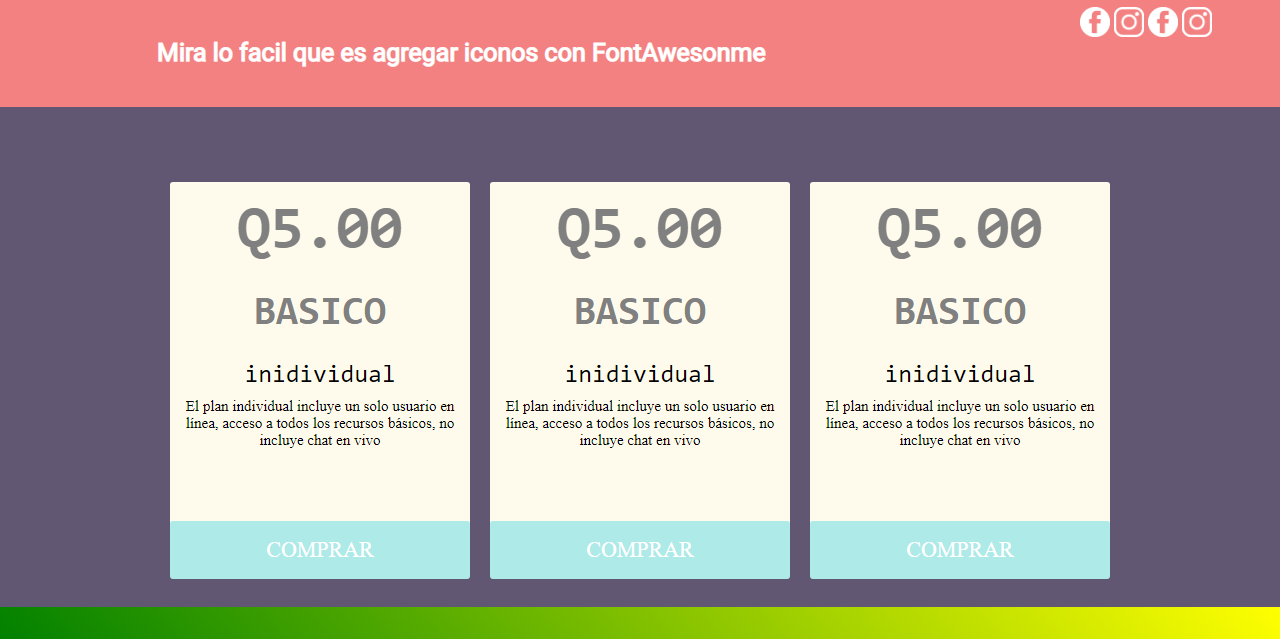 Mira lo facil que es agregar iconos con FontAwesonme
Q5.00
BASICO
inidividual
El plan individual incluye un solo usuario en
línea, acceso a todos los recursos básicos, no
incluye chat en vivo
COMPRAR
Q5.00
BASICO
inidividual
El plan individual incluye un solo usuario en
línea, acceso a todos los recursos básicos, no
incluye chat en vivo
COMPRAR
Q5.00
BASICO
inidividual
El plan individual incluye un solo usuario en
línea, acceso a todos los recursos básicos, no
incluye chat en vivo
COMPRAR